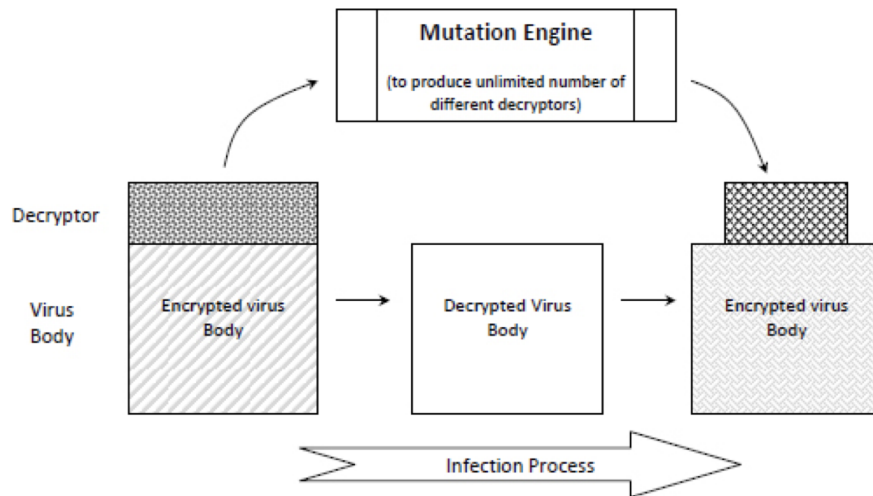 Mutation Engine
(to produce unlimited number of
different decryptors)
Decryptor
Virus
Body
Encrypted virus
Body
Decrypted Virus
Body
Encrypted virus
Body
Infection Process